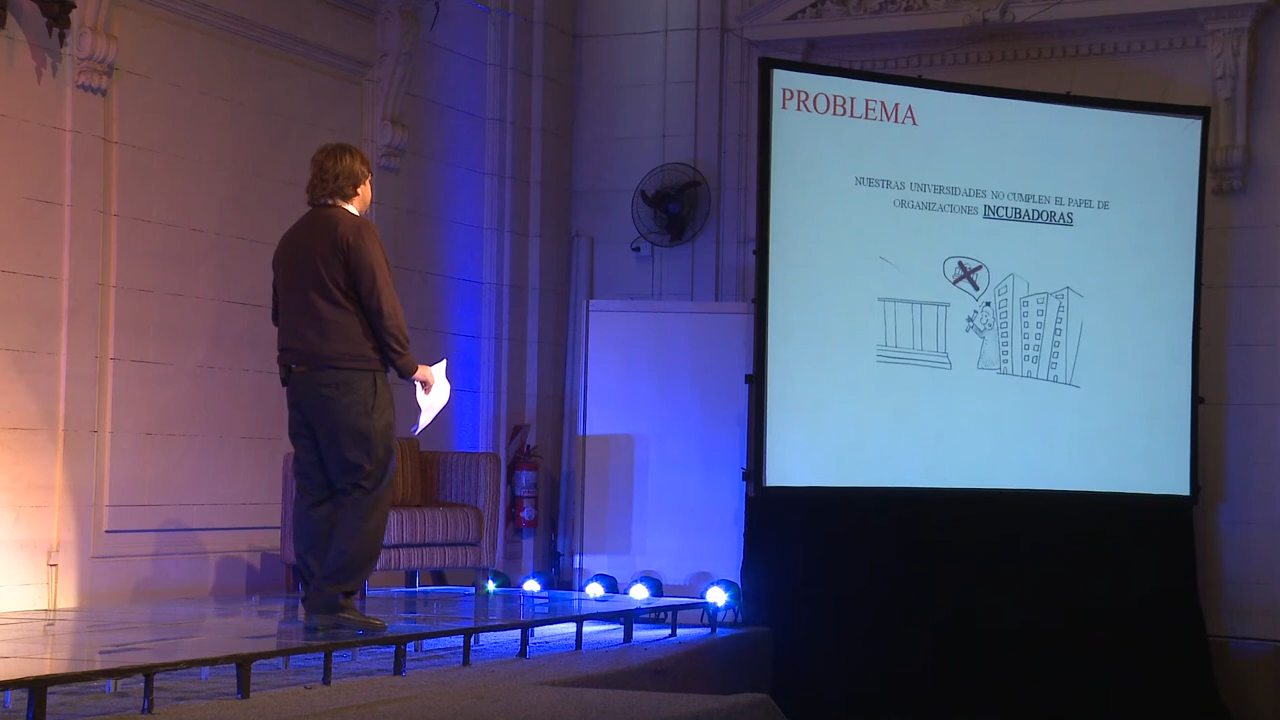 PROBLEMA
NUESTRAS UNIVERSIDADES NO CUMPLEN EL PAPEL DE
ORGANIZACIONES INCUBADORAS